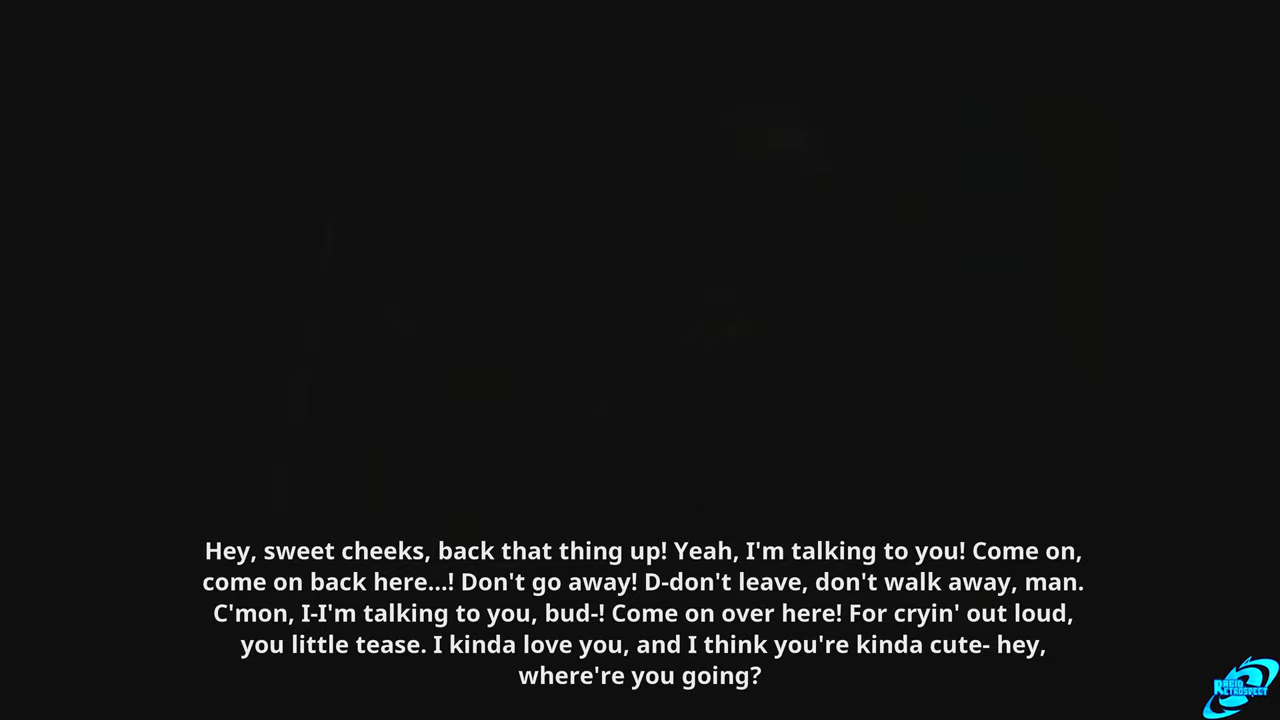 Hey, sweet cheeks, back that thing up! Yeah, I'm talking to you! Come on,
come on back here...! Don't go away! D-don't leave, don't walk away, man.
C'mon, I-I'm talking to you, bud-! Come on over here! For cryin' out loud,
you little tease. I kinda love you, and I think you're kinda cute- hey,
where're you going?
RAPID
RETROSPECT